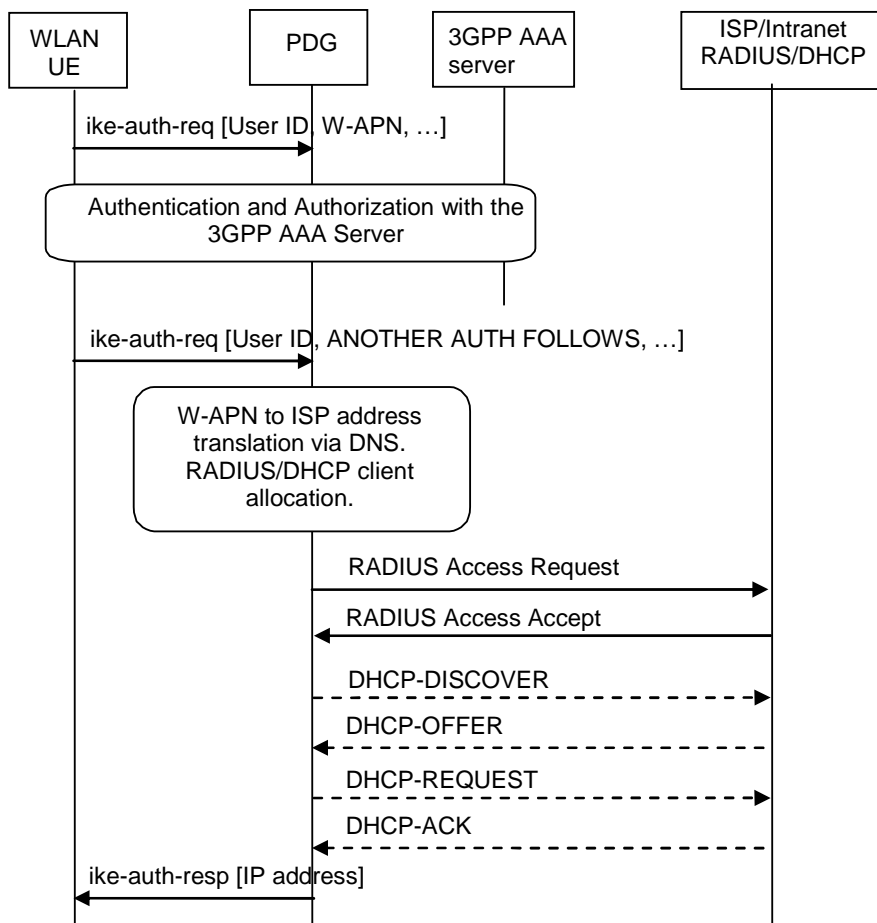 WLAN
UE
PDG
3GPP AAA
server
ISP/Intranet
RADIUS/DHCP
ike-auth-req [User ID, W-APN, …]
Authentication and Authorization with the
3GPP AAA Server
ike-auth-req [User ID, ANOTHER AUTH FOLLOWS, …]
W-APN to ISP address
translation via DNS.
RADIUS/DHCP client
allocation.
RADIUS Access Request
RADIUS Access Accept
DHCP-DISCOVER
DHCP-OFFER
DHCP-REQUEST
DHCP-ACK
ike-auth-resp [IP address]